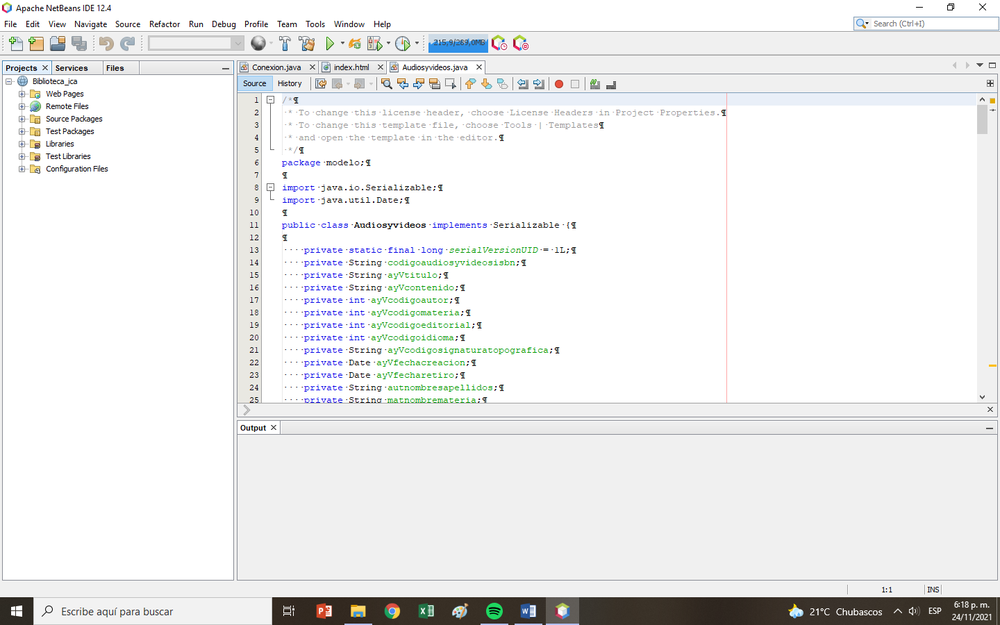 Apache NetBeans IDE 12.4
File Edit View Navigate Source Refactor Run Debug Profile Team Tools Window Help
Search (Ctrl+I)
215,9/289,0MB
Projects Services Files
Biblioteca_ica
Web Pages
Remote Files
Source Packages
Test Packages
Libraries
Test Libraries
Configuration Files
Conexion.java index.html Audiosyvideos.java
Source History
1 /*¶
2 * To change this license header, choose License Headers in Project Properties.¶
3 * To change this template file, choose Tools | Templates¶
4 * and open the template in the editor.¶
5 */¶
6 package modelo;¶
7 ¶
8 import java.io.Serializable;¶
9 import java.util.Date;¶
10 ¶
11 public class Audiosyvideos implements Serializable {¶
12 ¶
13 private static final long serialVersionUID = 1L;¶
14 private String codigoaudiosyvideosisbn;¶
15 private String ayVtitulo;¶
16 private String ayVcontenido;¶
17 private int ayVcodigoautor;¶
18 private int ayVcodigomateria;¶
19 private int ayVcodigoeditorial;¶
20 private int ayVcodigoidioma;¶
21 private String ayVcodigosignaturatopografica;¶
22 private Date ayVfechacreacion;¶
23 private Date ayVfecharetiro;¶
24 private String autnombresapellidos;¶
25 private String matnombremateria;¶
Output
1:1 INS
Escribe aquí para buscar
21°C Chubascos
ESP
6:18 p. m.
24/11/2021